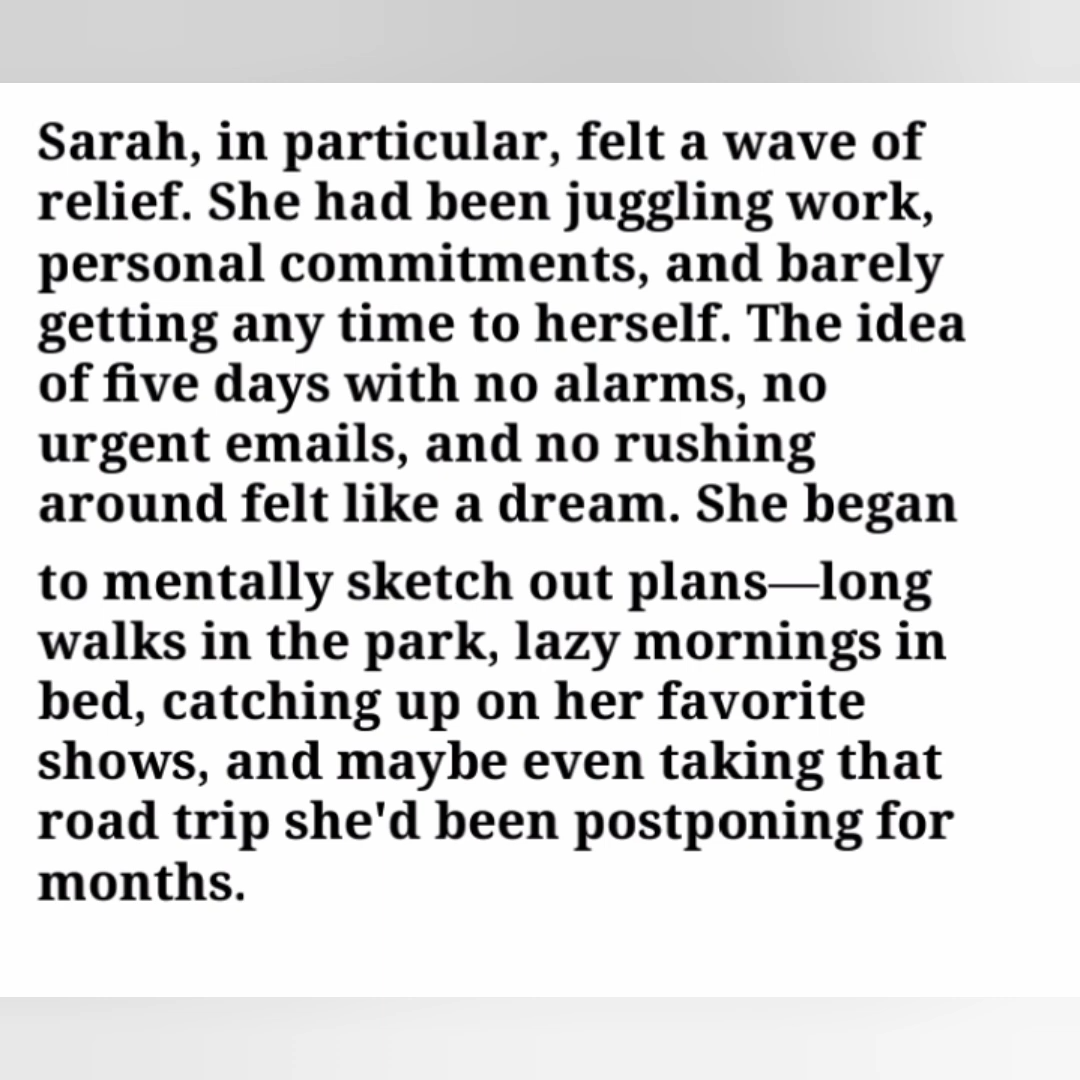 Sarah, in particular, felt a wave of
relief. She had been juggling work,
personal commitments, and barely
getting any time to herself. The idea
of five days with no alarms, no
urgent emails, and no rushing
around felt like a dream. She began
to mentally sketch out plans—long
walks in the park, lazy mornings in
bed, catching up on her favorite
shows, and maybe even taking that
road trip she'd been postponing for
months.